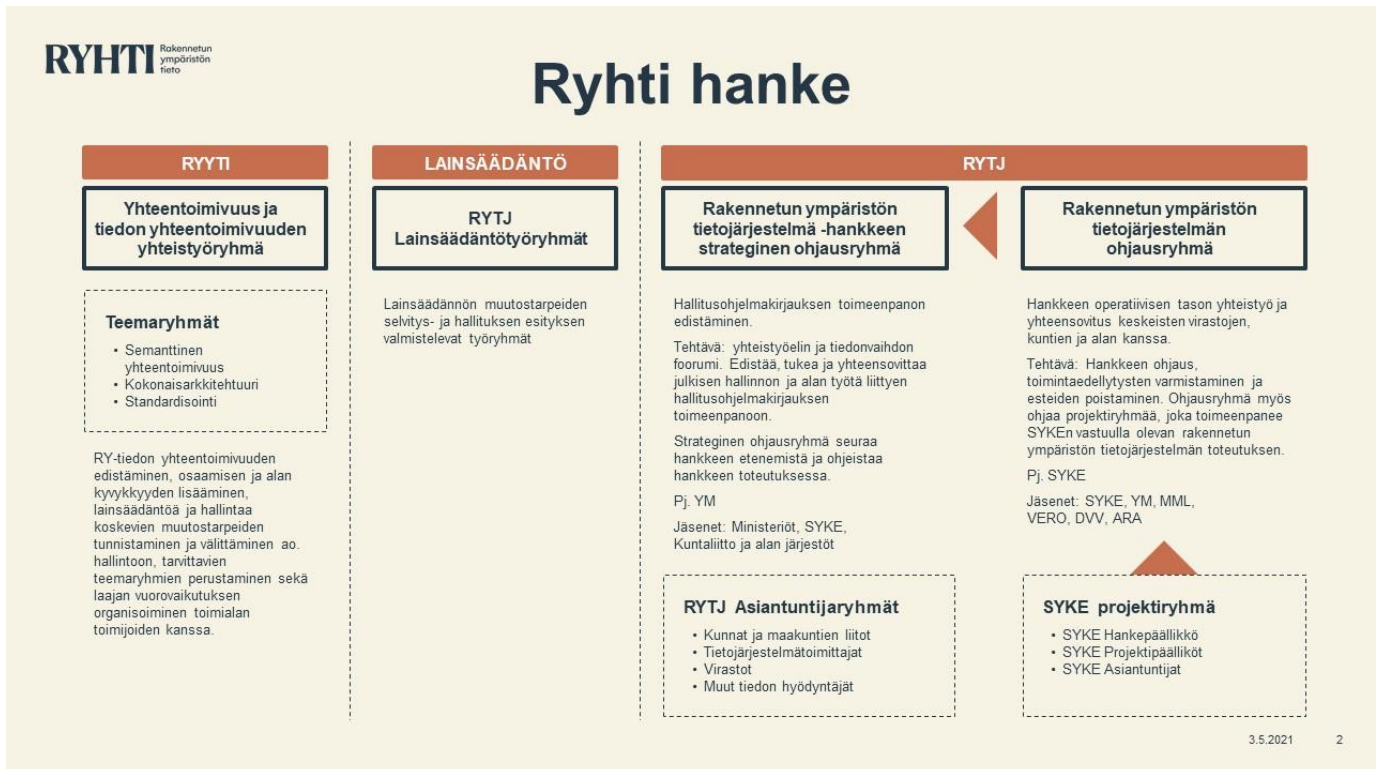 RYHTI
Rakennetun
ympäristön
tieto
Ryhti hanke
RYYTI
Yhteentoimivuus ja
tiedon yhteentoimivuuden
yhteistyöryhmä
Teemaryhmät
• Semanttinen
yhteentoimivuus
• Kokonaisarkkitehtuuri
• Standardisointi
RY-tiedon yhteentoimivuuden
edistäminen, osaamisen ja alan
kyvykkyyden lisääminen,
lainsäädäntöä ja hallintaa
koskevien muutostarpeiden
tunnistaminen ja välittäminen ao.
hallintoon, tarvittavien
teemaryhmien perustaminen sekä
laajan vuorovaikutuksen
organisoiminen toimialan
toimijoiden kanssa.
LAINSÄÄDÄNTÖ
RYTJ
Lainsäädäntötyöryhmät
Lainsäädännön muutostarpeiden
selvitys- ja hallituksen esityksen
valmistelevat työryhmät
RYTJ
Rakennetun ympäristön
tietojärjestelmä -hankkeen
strateginen ohjausryhmä
Hallitusohjelmakirjauksen toimeenpanon
edistäminen.
Tehtävä: yhteistyöelin ja tiedonvaihdon
foorumi. Edistää, tukea ja yhteensovittaa
julkisen hallinnon ja alan työtä liittyen
hallitusohjelmakirjauksen
toimeenpanoon.
Strateginen ohjausryhmä seuraa
hankkeen etenemistä ja ohjeistaa
hankkeen toteutuksessa.
Pj. YM
Jäsenet: Ministeriöt, SYKE,
Kuntaliitto ja alan järjestöt
RYTJ Asiantuntijaryhmät
• Kunnat ja maakuntien liitot
• Tietojärjestelmätoimittajat
• Virastot
• Muut tiedon hyödyntäjät
Rakennetun ympäristön
tietojärjestelmän
ohjausryhmä
Hankkeen operatiivisen tason yhteistyö ja
yhteensovitus keskeisten virastojen,
kuntien ja alan kanssa.
Tehtävä: Hankkeen ohjaus,
toimintaedellytysten varmistaminen ja
esteiden poistaminen. Ohjausryhmä myös
ohjaa projektiryhmää, joka toimeenpanee
SYKEn vastuulla olevan rakennetun
ympäristön tietojärjestelmän toteutuksen.
Pj. SYKE
Jäsenet: SYKE, YM, MML,
VERO, DVV, ARA
SYKE projektiryhmä
• SYKE Hankepäällikkö
• SYKE Projektipäälliköt
• SYKE Asiantuntijat
3.5.2021 2